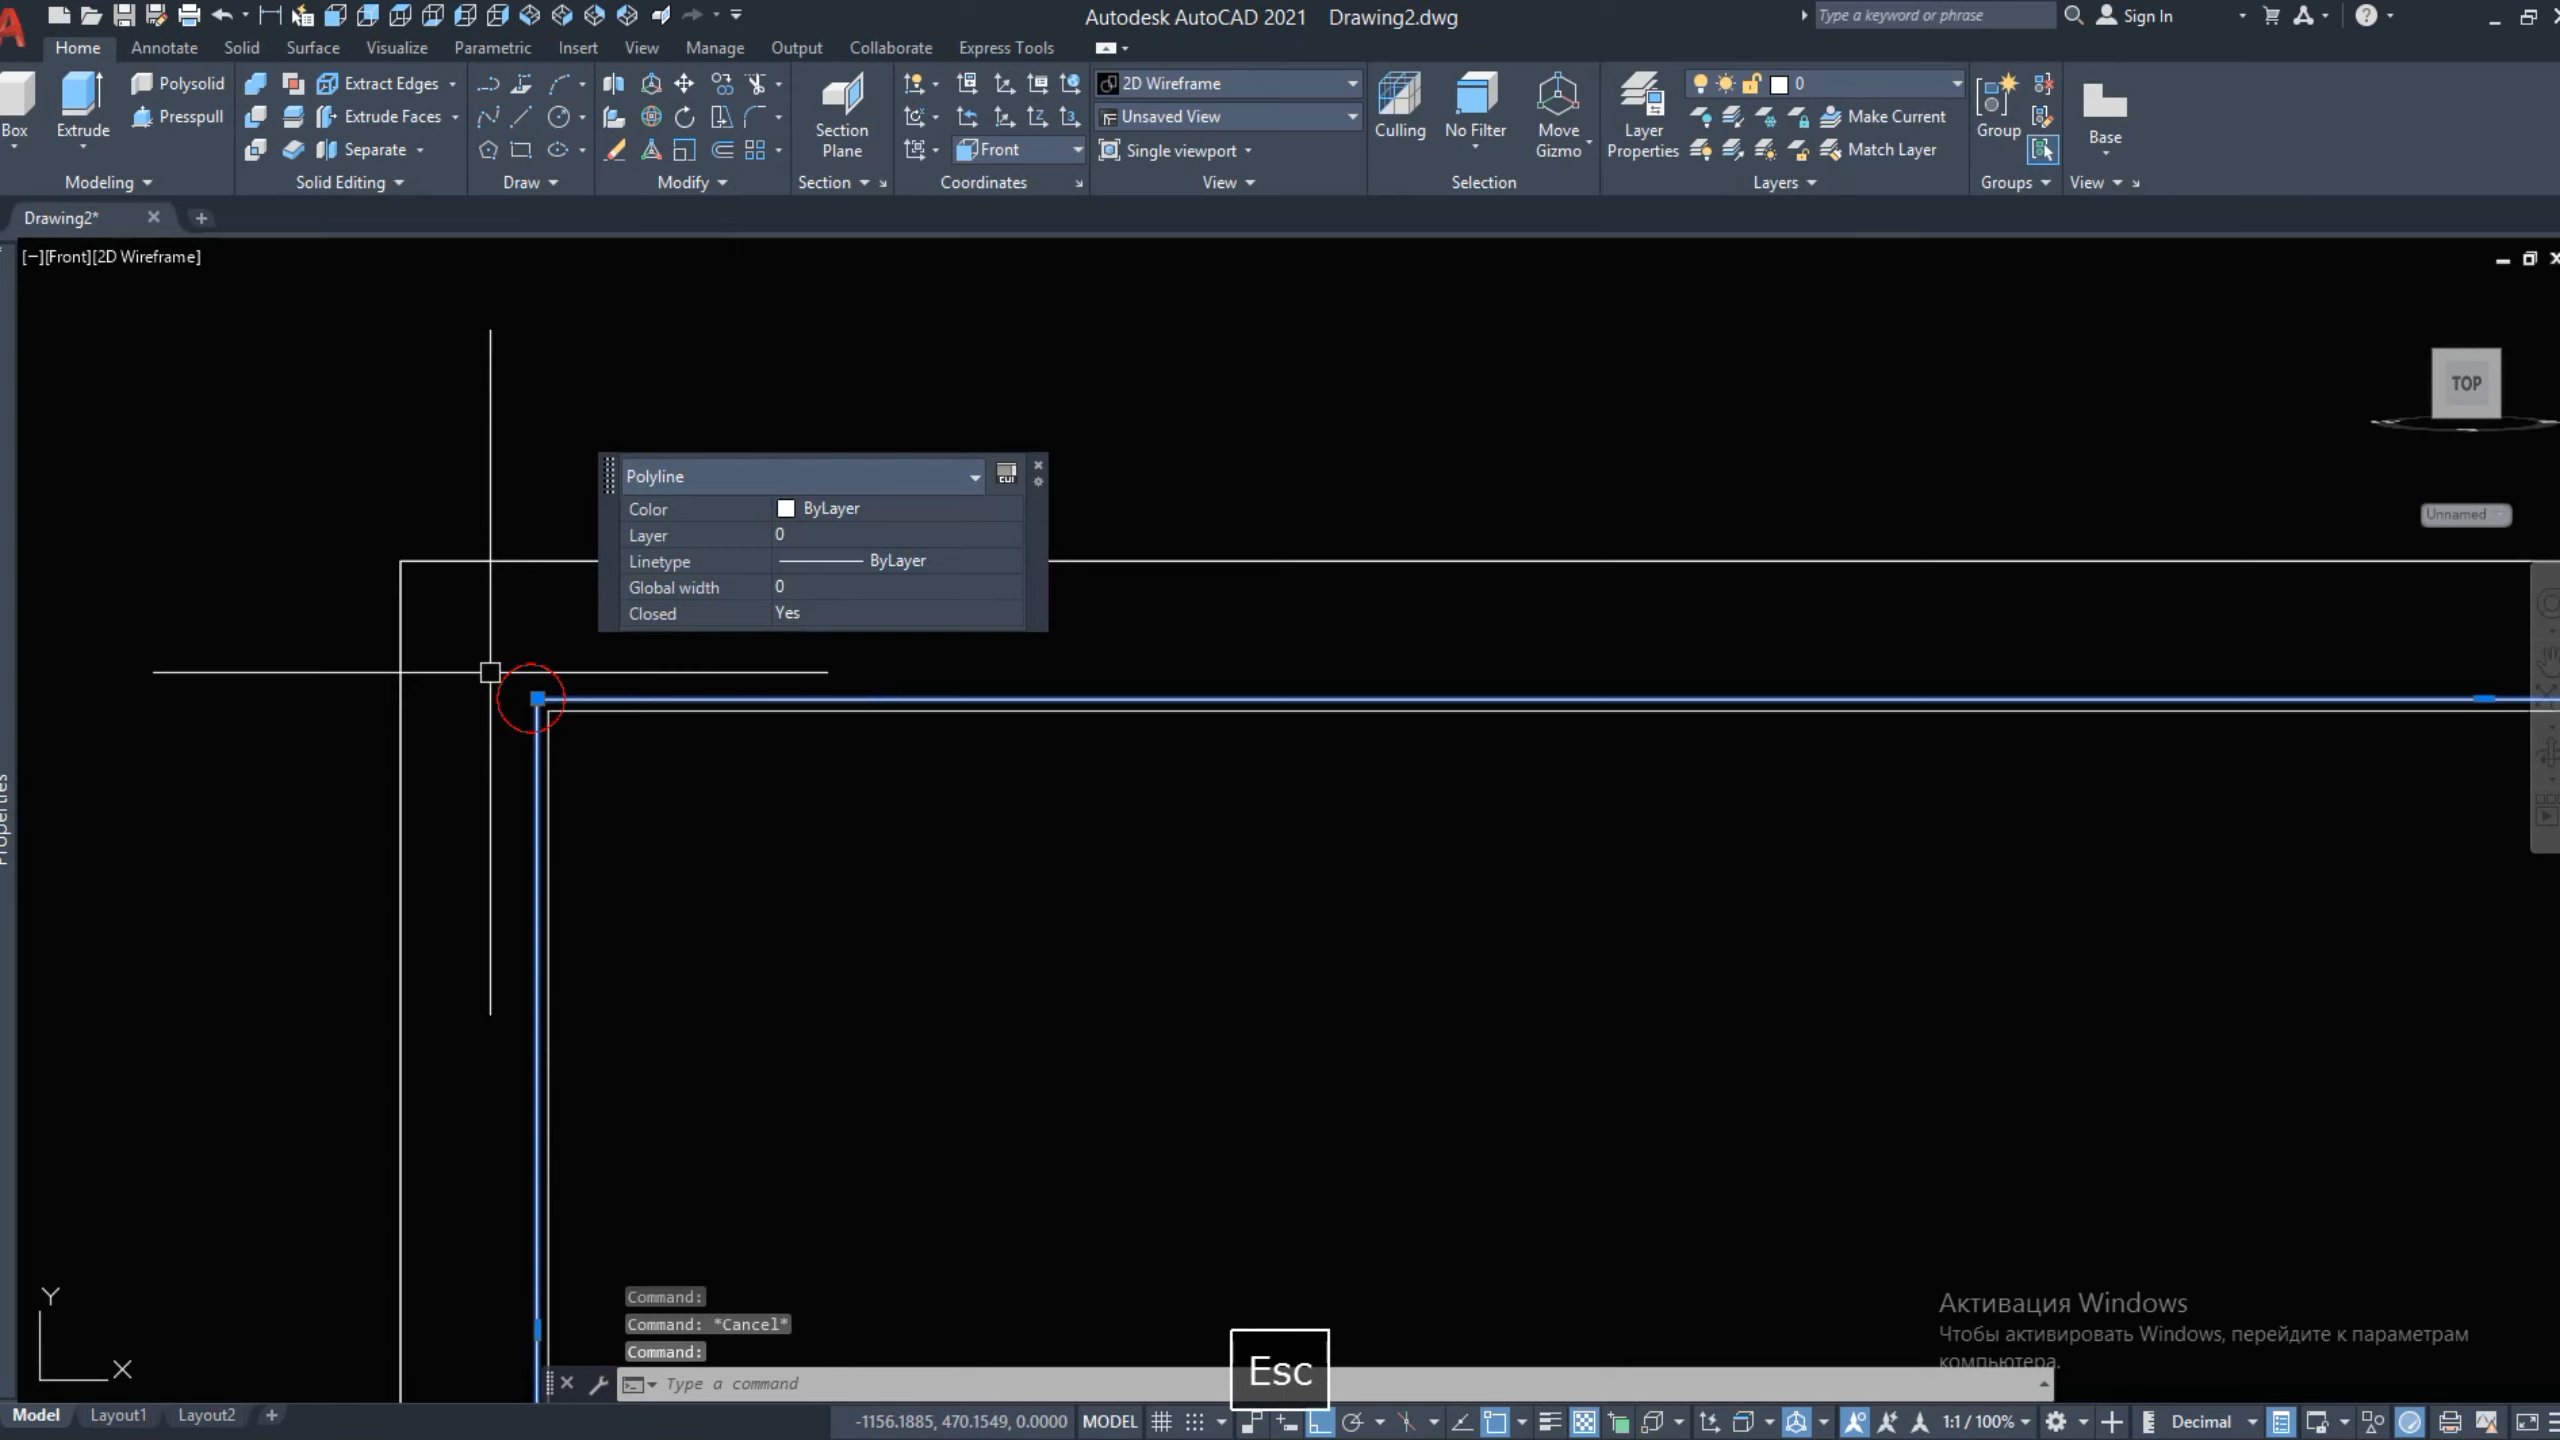 Autodesk AutoCAD 2021 Drawing2.dwg
Type a keyword or phrase
Sign In
Home Annotate Solid Surface Visualize Parametric Insert View Manage Output Collaborate Express Tools
Box
Extrude
Polysolid
Presspull
Extract Edges
Extrude Faces
Separate
Section Plane
Front
2D Wireframe
Unsaved View
Single viewport
Culling
No Filter
Move Gizmo
Layer Properties
0
Make Current
Match Layer
Group
Base
Modeling Solid Editing Draw Modify Section Coordinates View Selection Layers Groups View
Drawing2*
[−][Front][2D Wireframe]
TOP
Unnamed
Polyline
CUI
Color ByLayer
Layer 0
Linetype ByLayer
Global width 0
Closed Yes
Properties
Y
X
Command:
Command: *Cancel*
Command:
Type a command
Esc
Активация Windows
Чтобы активировать Windows, перейдите к параметрам
компьютера.
Model Layout1 Layout2
-1156.1885, 470.1549, 0.0000 MODEL 1:1 / 100% Decimal